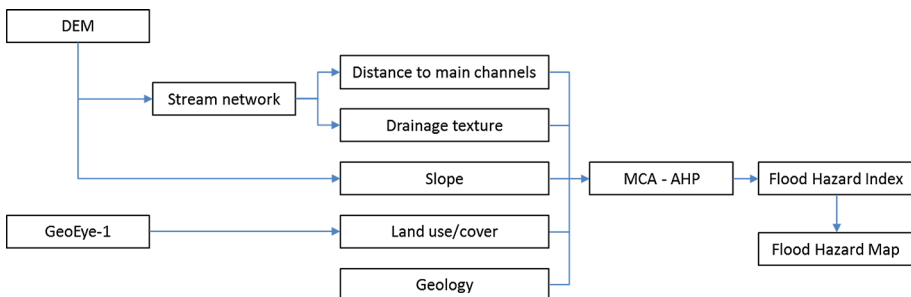 DEM
Stream network
Distance to main channels
Drainage texture
Slope
GeoEye-1
Land use/cover
Geology
MCA - AHP
Flood Hazard Index
Flood Hazard Map